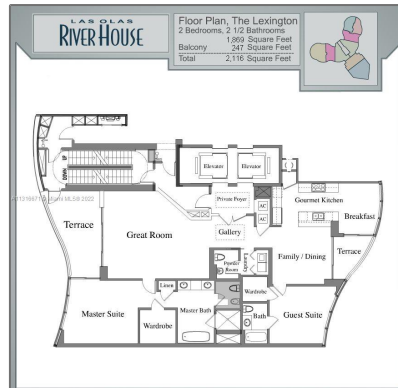 LAS OLAS
RIVER HOUSE
Floor Plan, The Lexington
2 Bedrooms, 2 1/2 Bathrooms
1,869 Square Feet
Balcony 247 Square Feet
Total 2,116 Square Feet
UP
DOWN
Elevator
Elevator
Private Foyer
AC
AC
Gourmet Kitchen
Breakfast
Terrace
Great Room
Gallery
Family / Dining
Terrace
Powder
Room
Laundry
Linen
Master Suite
Wardrobe
Master Bath
Wardrobe
Bath
Guest Suite